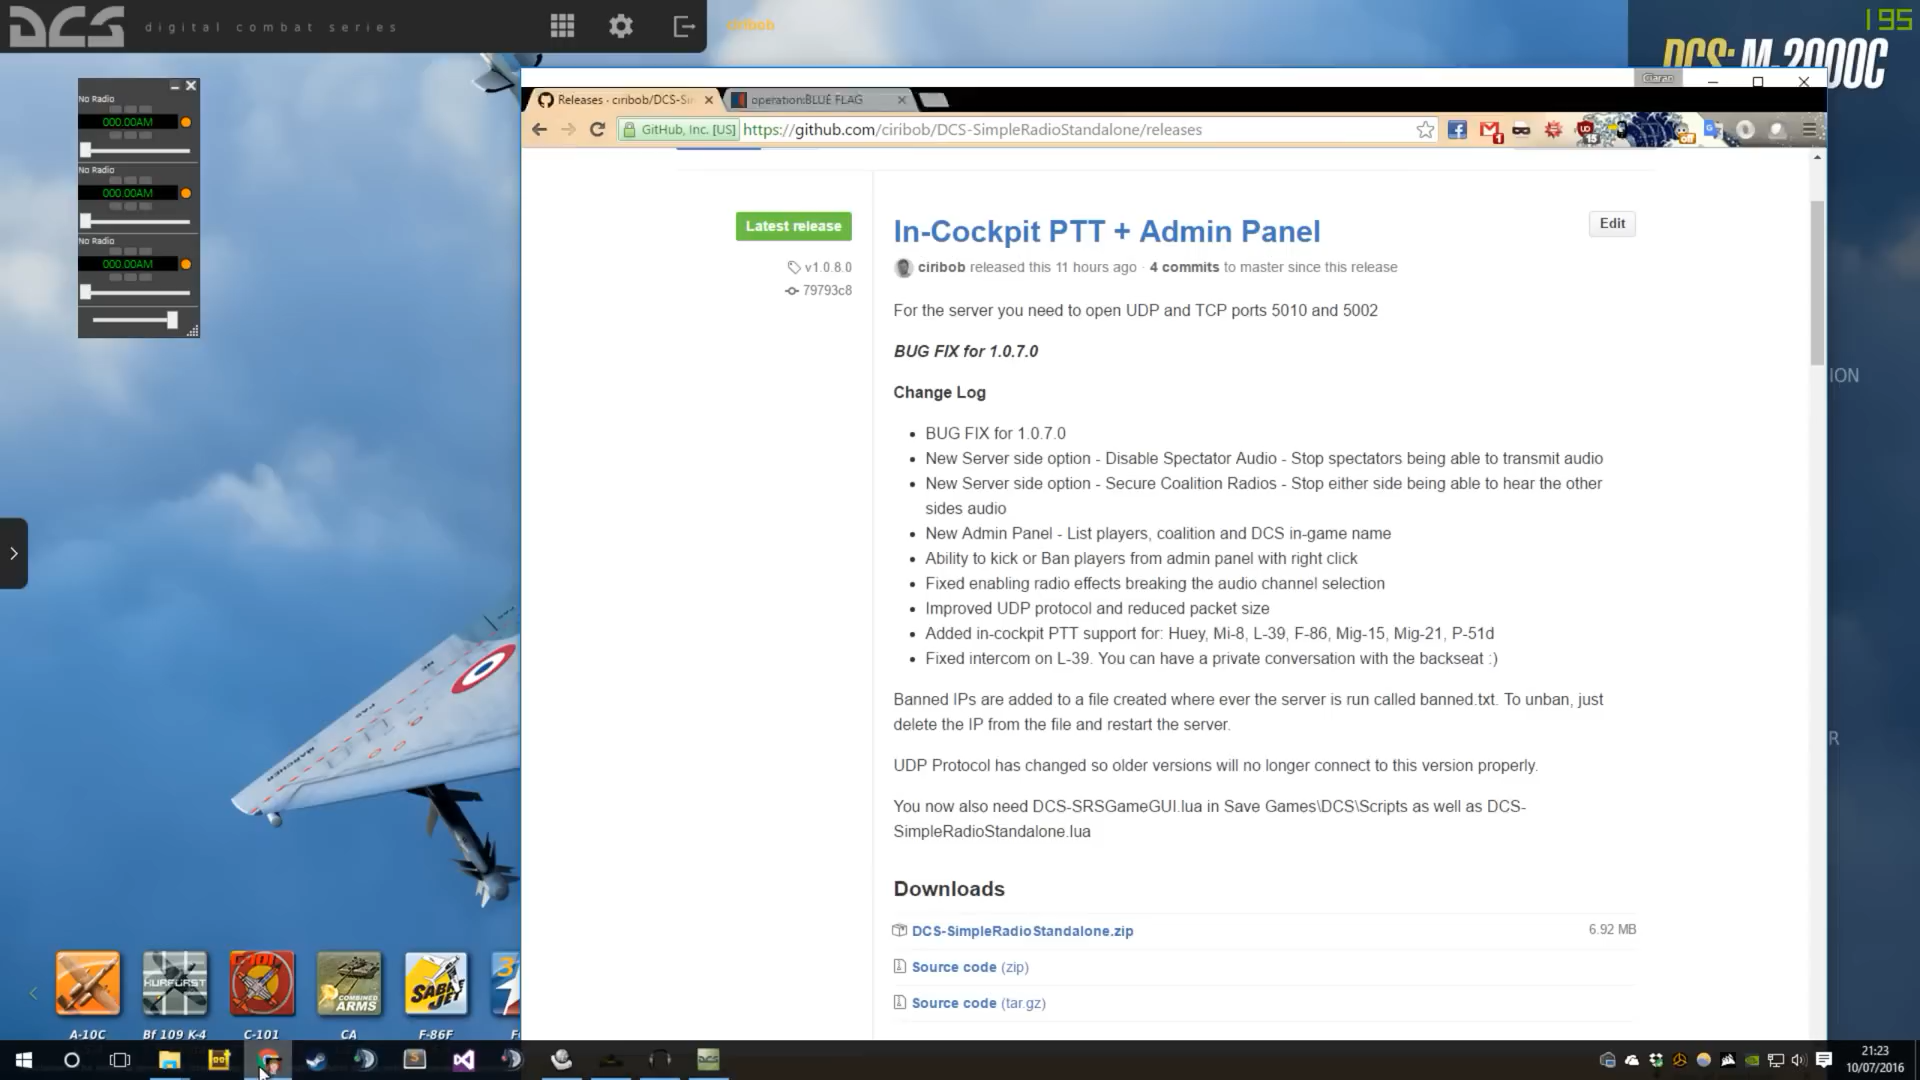 DCS digital combat series
ciribob
195
DCS: M-2000C
No Radio
000.00AM
No Radio
000.00AM
No Radio
000.00AM
Ciaran
Releases · ciribob/DCS-Si
operation:BLUE FLAG
GitHub, Inc. [US] https://github.com/ciribob/DCS-SimpleRadioStandalone/releases
Latest release
v1.0.8.0
79793c8
In-Cockpit PTT + Admin Panel
Edit
ciribob released this 11 hours ago · 4 commits to master since this release
For the server you need to open UDP and TCP ports 5010 and 5002
BUG FIX for 1.0.7.0
Change Log
• BUG FIX for 1.0.7.0
• New Server side option - Disable Spectator Audio - Stop spectators being able to transmit audio
• New Server side option - Secure Coalition Radios - Stop either side being able to hear the other
sides audio
• New Admin Panel - List players, coalition and DCS in-game name
• Ability to kick or Ban players from admin panel with right click
• Fixed enabling radio effects breaking the audio channel selection
• Improved UDP protocol and reduced packet size
• Added in-cockpit PTT support for: Huey, Mi-8, L-39, F-86, Mig-15, Mig-21, P-51d
• Fixed intercom on L-39. You can have a private conversation with the backseat :)
Banned IPs are added to a file created where ever the server is run called banned.txt. To unban, just
delete the IP from the file and restart the server.
UDP Protocol has changed so older versions will no longer connect to this version properly.
You now also need DCS-SRSGameGUI.lua in Save Games\DCS\Scripts as well as DCS-
SimpleRadioStandalone.lua
Downloads
DCS-SimpleRadioStandalone.zip
6.92 MB
Source code (zip)
Source code (tar.gz)
ION
R
HURFURST
C101
COMBINED
ARMS
SABRE
JET
A-10C
Bf 109 K-4
C-101
CA
F-86F
21:23
10/07/2016